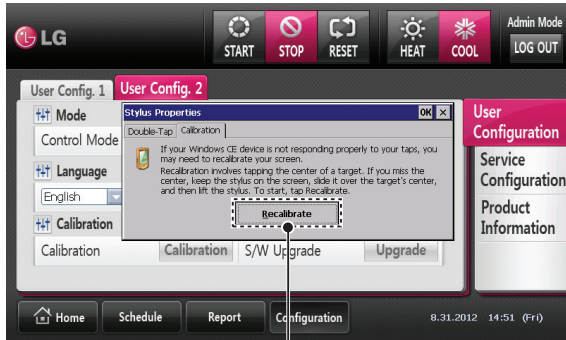 LG
START
STOP
RESET
HEAT
COOL
Admin Mode
LOG OUT
User Config. 1
User Config. 2
Mode
Control Mode
Language
English
Calibration
Calibration
Calibration
S/W Upgrade
Upgrade
Stylus Properties
OK
×
Double-Tap
Calibration
If your Windows CE device is not responding properly to your taps, you
may need to recalibrate your screen.
Recalibration involves tapping the center of a target. If you miss the
center, keep the stylus on the screen, slide it over the target's center,
and then lift the stylus. To start, tap Recalibrate.
Recalibrate
User
Configuration
Service
Configuration
Product
Information
Home
Schedule
Report
Configuration
8.31.2012 14:51 (Fri)